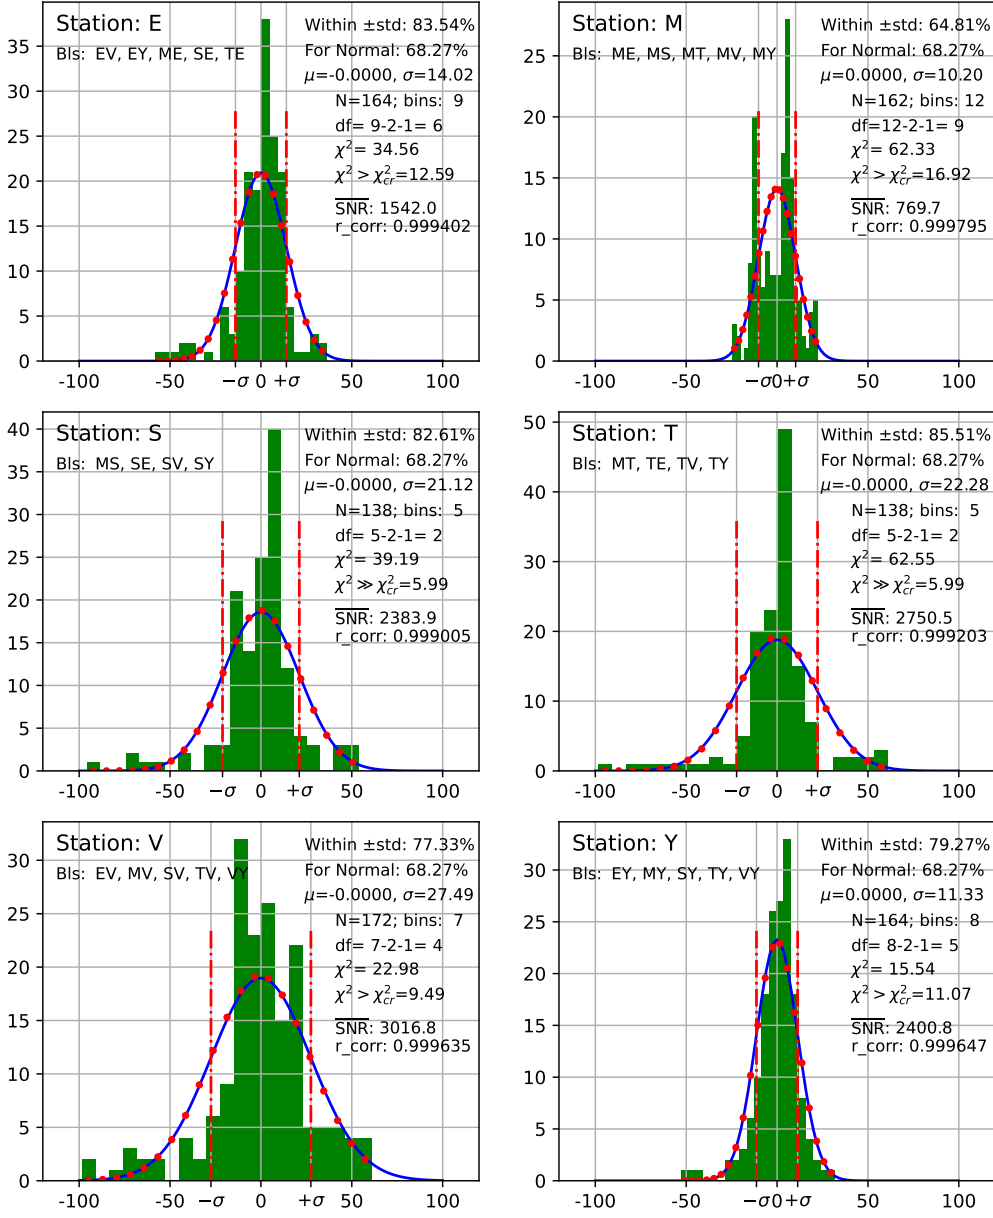 Station: E
Within ±std: 83.54%
Bls: EV, EY, ME, SE, TE
For Normal: 68.27%
μ=-0.0000, σ=14.02
N=164; bins: 9
df= 9-2-1= 6
χ²= 34.56
χ² > χ²cr=12.59
SNR: 1542.0
r_corr: 0.999402
35
30
25
20
15
10
5
0
-100 -50 −σ 0 +σ 50 100
Station: M
Within ±std: 64.81%
Bls: ME, MS, MT, MV, MY
For Normal: 68.27%
μ=0.0000, σ=10.20
N=162; bins: 12
df=12-2-1= 9
χ²= 62.33
χ² > χ²cr=16.92
SNR: 769.7
r_corr: 0.999795
25
20
15
10
5
0
-100 -50 −σ 0 +σ 50 100
Station: S
Within ±std: 82.61%
Bls: MS, SE, SV, SY
For Normal: 68.27%
μ=-0.0000, σ=21.12
N=138; bins: 5
df= 5-2-1= 2
χ²= 39.19
χ² ≫ χ²cr=5.99
SNR: 2383.9
r_corr: 0.999005
40
35
30
25
20
15
10
5
0
-100 -50 −σ 0 +σ 50 100
Station: T
Within ±std: 85.51%
Bls: MT, TE, TV, TY
For Normal: 68.27%
μ=-0.0000, σ=22.28
N=138; bins: 5
df= 5-2-1= 2
χ²= 62.55
χ² ≫ χ²cr=5.99
SNR: 2750.5
r_corr: 0.999203
50
40
30
20
10
0
-100 -50 −σ 0 +σ 50 100
Station: V
Within ±std: 77.33%
Bls: EV, MV, SV, TV, VY
For Normal: 68.27%
μ=-0.0000, σ=27.49
N=172; bins: 7
df= 7-2-1= 4
χ²= 22.98
χ² > χ²cr=9.49
SNR: 3016.8
r_corr: 0.999635
30
25
20
15
10
5
0
-100 -50 −σ 0 +σ 50 100
Station: Y
Within ±std: 79.27%
Bls: EY, MY, SY, TY, VY
For Normal: 68.27%
μ=0.0000, σ=11.33
N=164; bins: 8
df= 8-2-1= 5
χ²= 15.54
χ² > χ²cr=11.07
SNR: 2400.8
r_corr: 0.999647
30
25
20
15
10
5
0
-100 -50 −σ 0 +σ 50 100